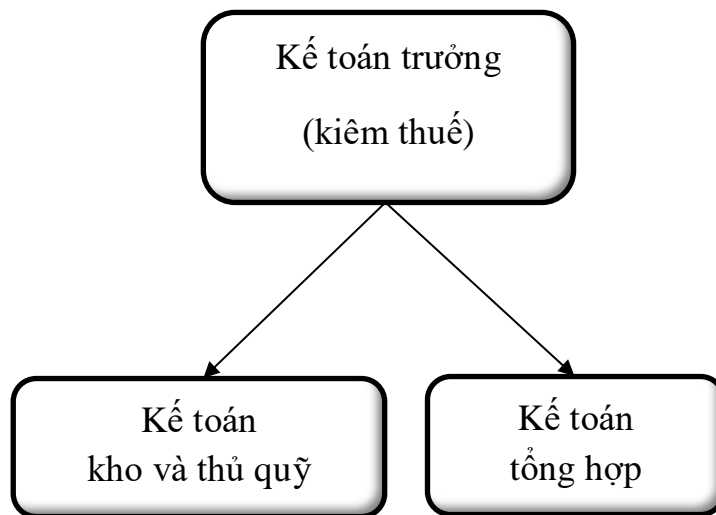 Kế toán trưởng
(kiêm thuế)
Kế toán
kho và thủ quỹ
Kế toán
tổng hợp